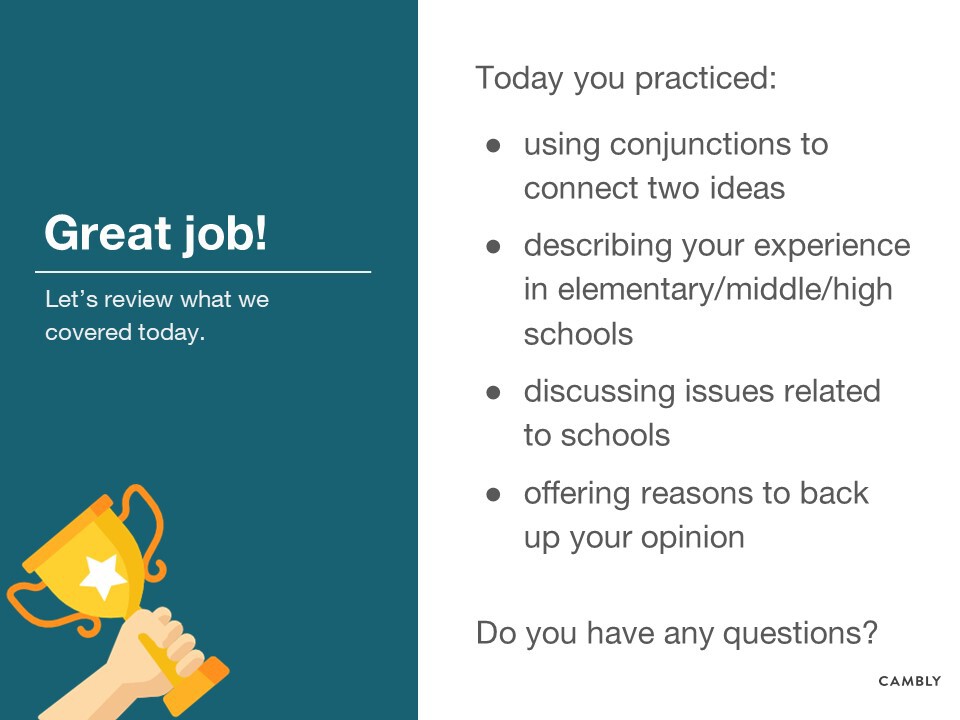 Great job!
Let’s review what we
covered today.
Today you practiced:
● using conjunctions to
connect two ideas
● describing your experience
in elementary/middle/high
schools
● discussing issues related
to schools
● offering reasons to back
up your opinion
Do you have any questions?
CAMBLY